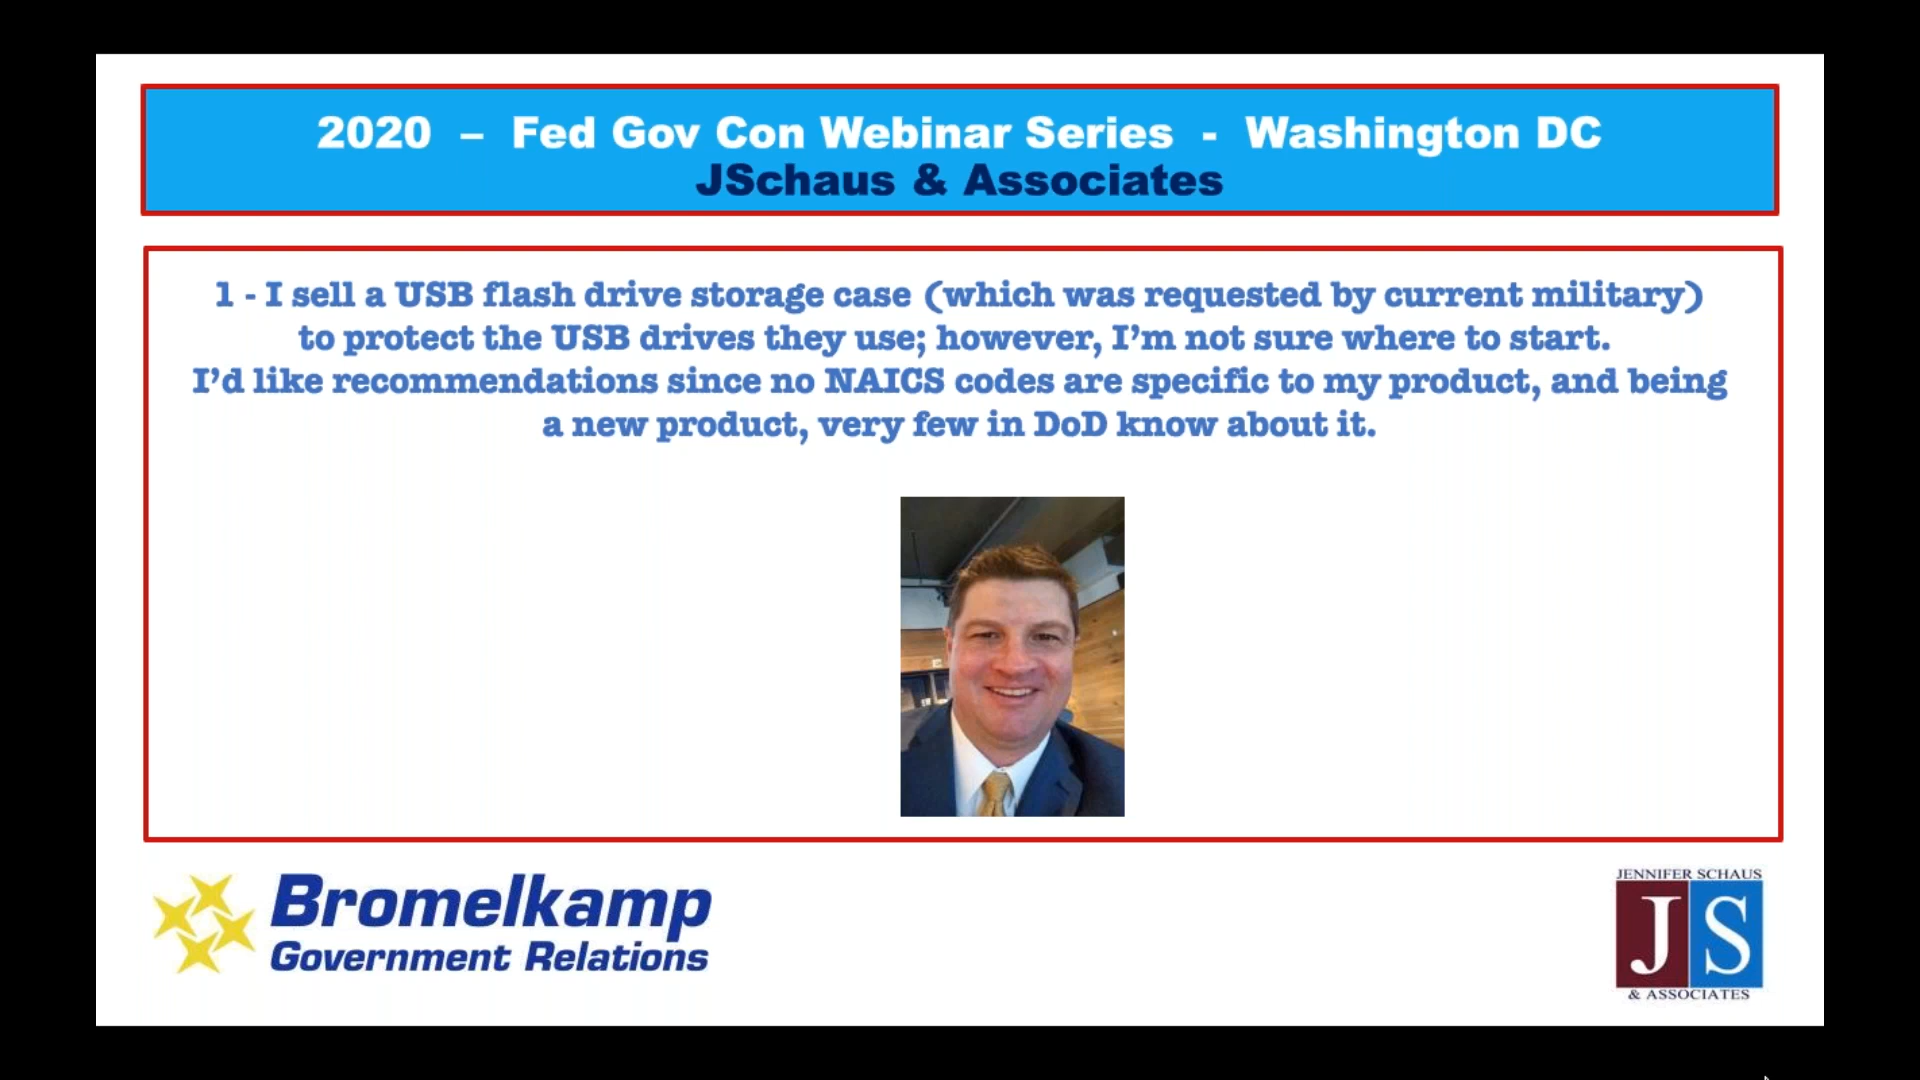 2020 – Fed Gov Con Webinar Series - Washington DC
JSchaus & Associates
1 - I sell a USB flash drive storage case (which was requested by current military)
to protect the USB drives they use; however, I’m not sure where to start.
I’d like recommendations since no NAICS codes are specific to my product, and being
a new product, very few in DoD know about it.
Bromelkamp
Government Relations
JENNIFER SCHAUS
JS
& ASSOCIATES